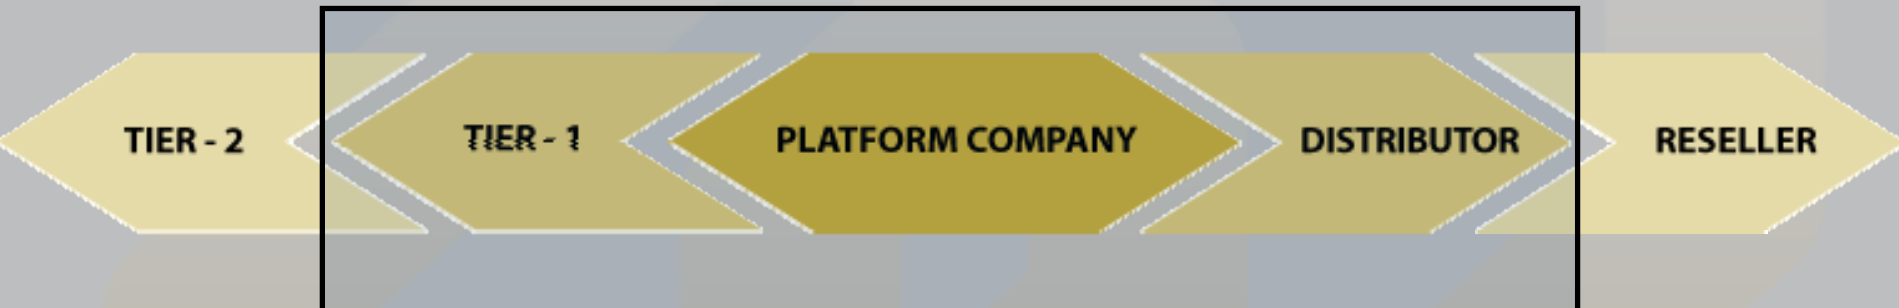 TIER - 2
TIER - 1
PLATFORM COMPANY
DISTRIBUTOR
RESELLER